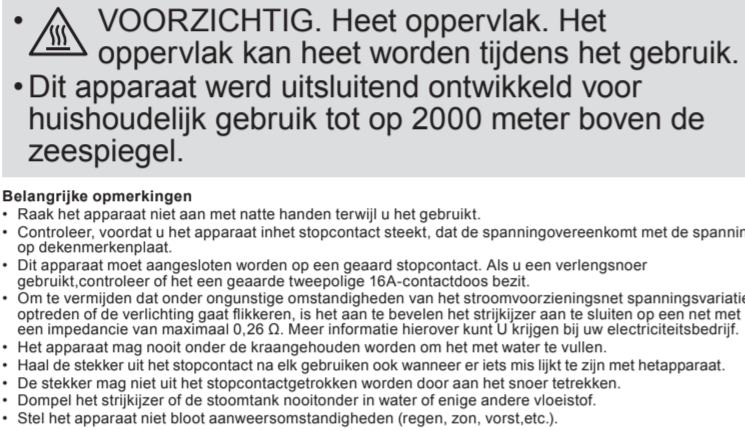 • VOORZICHTIG. Heet oppervlak. Het
oppervlak kan heet worden tijdens het gebruik.
• Dit apparaat werd uitsluitend ontwikkeld voor
huishoudelijk gebruik tot op 2000 meter boven de
zeespiegel.
Belangrijke opmerkingen
• Raak het apparaat niet aan met natte handen terwijl u het gebruikt.
• Controleer, voordat u het apparaat inhet stopcontact steekt, dat de spanningovereenkomt met de spannin
op dekenmerkenplaat.
• Dit apparaat moet aangesloten worden op een geaard stopcontact. Als u een verlengsnoer
gebruikt,controleer of het een geaarde tweepolige 16A-contactdoos bezit.
• Om te vermijden dat onder ongunstige omstandigheden van het stroomvoorzieningsnet spanningsvariatie
optreden of de verlichting gaat flikkeren, is het aan te bevelen het strijkijzer aan te sluiten op een net met
een impedancie van maximaal 0,26 Ω. Meer informatie hierover kunt U krijgen bij uw electriciteitsbedrijf.
• Het apparaat mag nooit onder de kraangehouden worden om het met water te vullen.
• Haal de stekker uit het stopcontact na elk gebruiken ook wanneer er iets mis lijkt te zijn met hetapparaat.
• De stekker mag niet uit het stopcontactgetrokken worden door aan het snoer tetrekken.
• Dompel het strijkijzer of de stoomtank nooitonder in water of enige andere vloeistof.
• Stel het apparaat niet bloot aanweersomstandigheden (regen, zon, vorst,etc.).